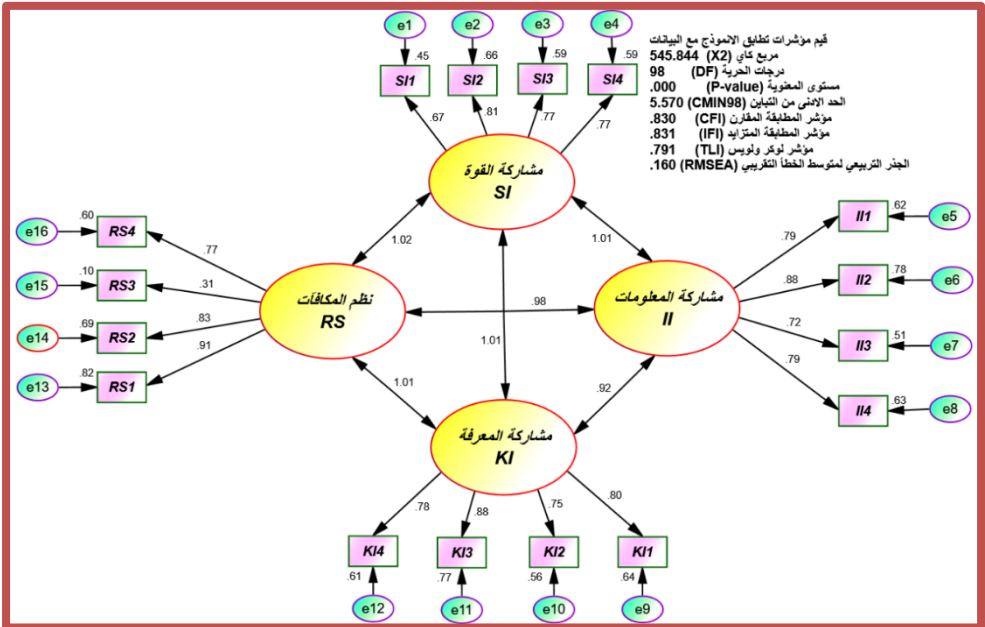 e1
e2
e3
e4
.45
.66
.59
.59
SI1
SI2
SI3
SI4
.67
.81
.77
.77
قيم مؤشرات تطابق الانموذج مع البيانات
مربع كاي (X2) 545.844
درجات الحرية (DF) 98
مستوى المعنوية (P-value) .000
الحد الادنى من التباين (CMIN98) 5.570
مؤشر المطابقة المقارن (CFI) .830
مؤشر المطابقة المتزايد (IFI) .831
مؤشر لوكر ولويس (TLI) .791
الجذر التربيعي لمتوسط الخطأ التقريبي (RMSEA) .160
مشاركة القوة
SI
e16
.60
RS4
.77
e15
.10
RS3
.31
e14
.69
RS2
.83
e13
.82
RS1
.91
نظم المكافآت
RS
1.02
1.01
.98
1.01
1.01
.92
مشاركة المعلومات
II
.79
II1
.62
e5
.88
II2
.78
e6
.72
II3
.51
e7
.79
II4
.63
e8
مشاركة المعرفة
KI
.78
.88
.75
.80
KI4
KI3
KI2
KI1
.61
.77
.56
.64
e12
e11
e10
e9